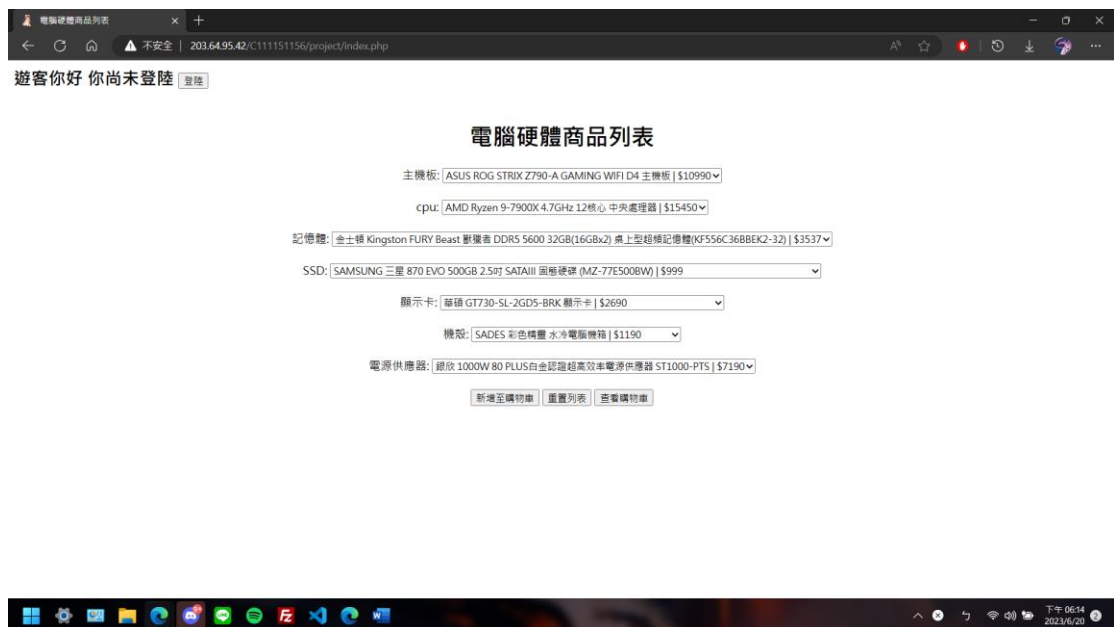 電腦硬體商品列表
不安全 | 203.64.95.42/C111151156/project/index.php
遊客你好 你尚未登陸 登陸
電腦硬體商品列表
主機板: ASUS ROG STRIX Z790-A GAMING WIFI D4 主機板 | $10990
cpu: AMD Ryzen 9-7900X 4.7GHz 12核心 中央處理器 | $15450
記憶體: 金士頓 Kingston FURY Beast 獸獵者 DDR5 5600 32GB(16GBx2) 桌上型超頻記憶體(KF556C36BBEK2-32) | $3537
SSD: SAMSUNG 三星 870 EVO 500GB 2.5吋 SATAIII 固態硬碟 (MZ-77E500BW) | $999
顯示卡: 華碩 GT730-SL-2GD5-BRK 顯示卡 | $2690
機殼: SADES 彩色精靈 水冷電腦機箱 | $1190
電源供應器: 銀欣 1000W 80 PLUS白金認證超高效率電源供應器 ST1000-PTS | $7190
新增至購物車 重置列表 查看購物車
ㄅ 下午 06:14
2023/6/20 2